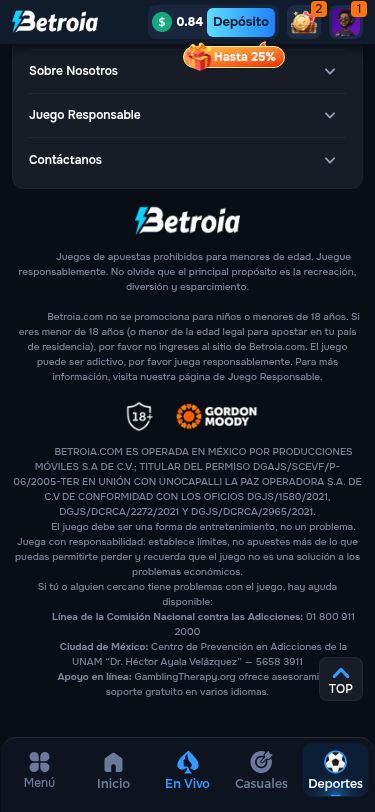 Betroia
$ 0.84 Depósito
2
1
Hasta 25%
Sobre Nosotros
Juego Responsable
Contáctanos
Betroia
Juegos de apuestas prohibidos para menores de edad. Juegue
responsablemente. No olvide que el principal propósito es la recreación,
diversión y esparcimiento.
Betroia.com no se promociona para niños o menores de 18 años. Si
eres menor de 18 años (o menor de la edad legal para apostar en tu país
de residencia), por favor no ingreses al sitio de Betroia.com. El juego
puede ser adictivo, por favor juega responsablemente. Para más
información, visita nuestra página de Juego Responsable.
18+
GORDON
MOODY
BETROIA.COM ES OPERADA EN MÉXICO POR PRODUCCIONES
MÓVILES S.A DE C.V.; TITULAR DEL PERMISO DGAJS/SCEVF/P-
06/2005-TER EN UNIÓN CON UNOCAPALLI LA PAZ OPERADORA S.A. DE
C.V DE CONFORMIDAD CON LOS OFICIOS DGJS/1580/2021,
DGJS/DCRCA/2272/2021 Y DGJS/DCRCA/2965/2021.
El juego debe ser una forma de entretenimiento, no un problema.
Juega con responsabilidad: establece límites, no apuestes más de lo que
puedas permitirte perder y recuerda que el juego no es una solución a los
problemas económicos.
Si tú o alguien cercano tiene problemas con el juego, hay ayuda
disponible:
Línea de la Comisión Nacional contra las Adicciones: 01 800 911
2000
Ciudad de México: Centro de Prevención en Adicciones de la
UNAM “Dr. Héctor Ayala Velázquez” — 5658 3911
Apoyo en línea: GamblingTherapy.org ofrece asesorami
soporte gratuito en varios idiomas.
TOP
Menú
Inicio
En Vivo
Casuales
Deportes